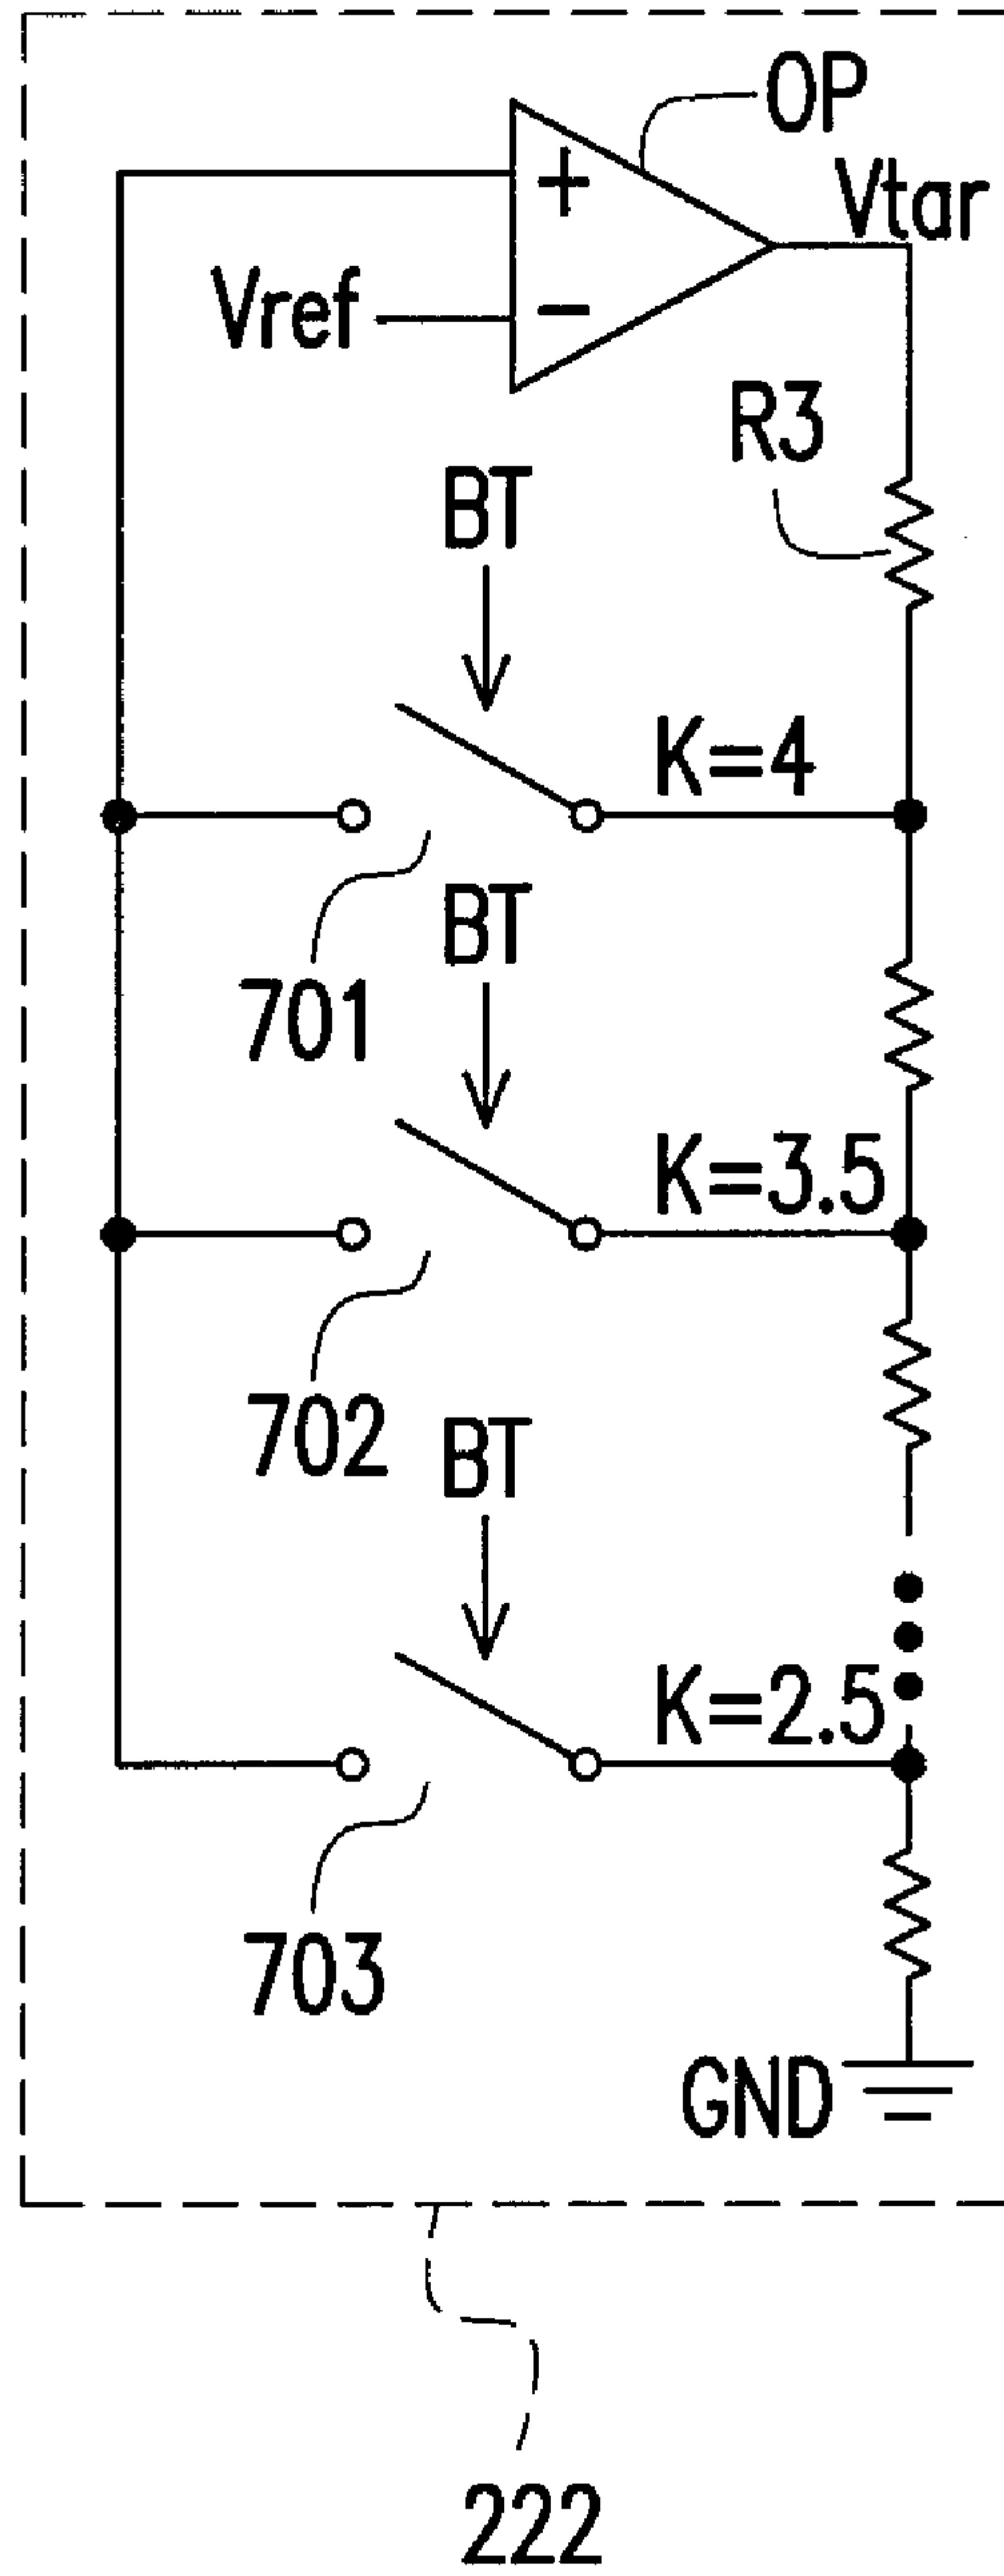 OP
Vtar
+
Vref
−
R3
BT
K=4
701
BT
K=3.5
702
BT
K=2.5
703
GND
222